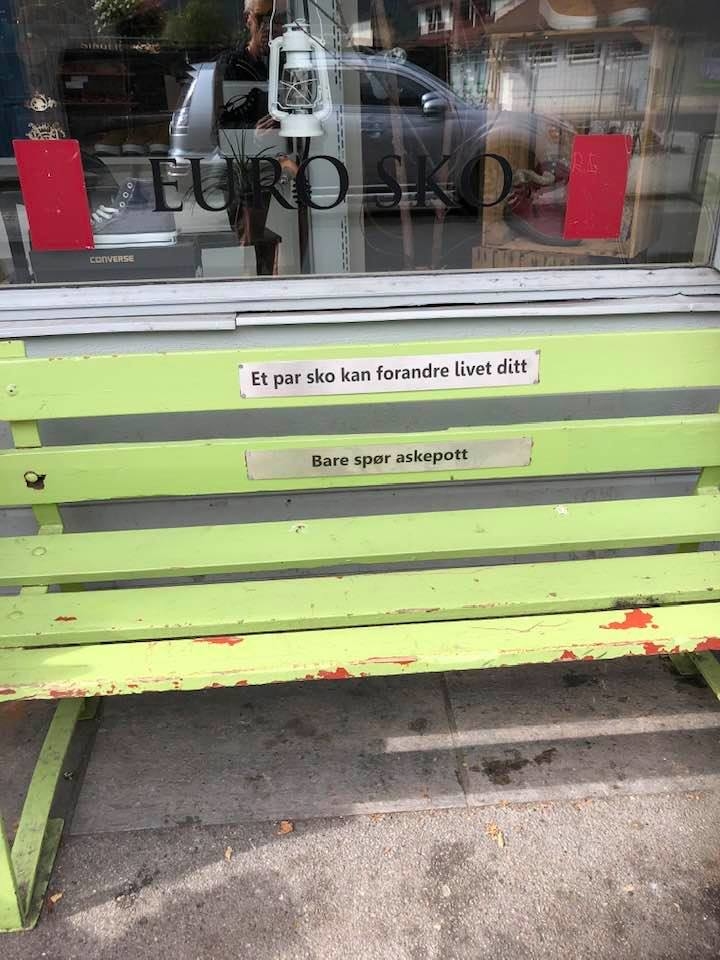 EURO SKO
CONVERSE
Et par sko kan forandre livet ditt
Bare spør askepott